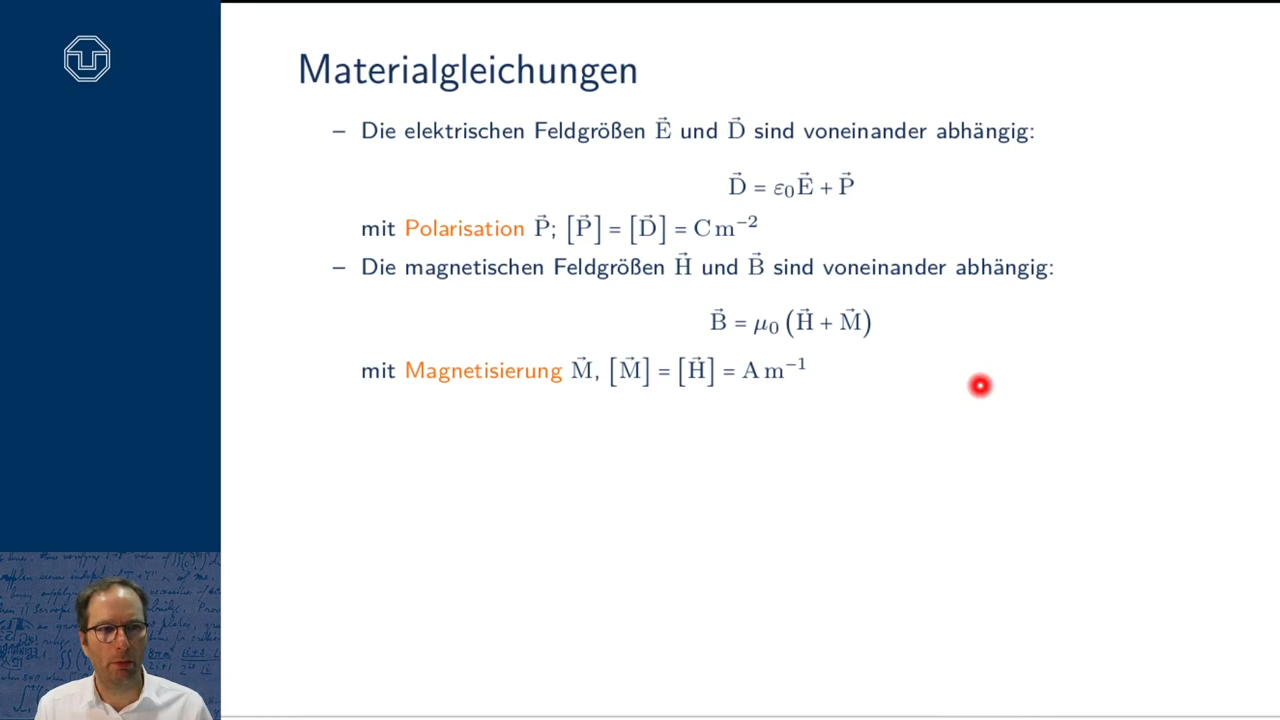 Materialgleichungen
– Die elektrischen Feldgrößen E⃗ und D⃗ sind voneinander abhängig:
D⃗ = ε₀E⃗ + P⃗
mit Polarisation P⃗; [P⃗] = [D⃗] = C m⁻²
– Die magnetischen Feldgrößen H⃗ und B⃗ sind voneinander abhängig:
B⃗ = μ₀ (H⃗ + M⃗)
mit Magnetisierung M⃗, [M⃗] = [H⃗] = A m⁻¹